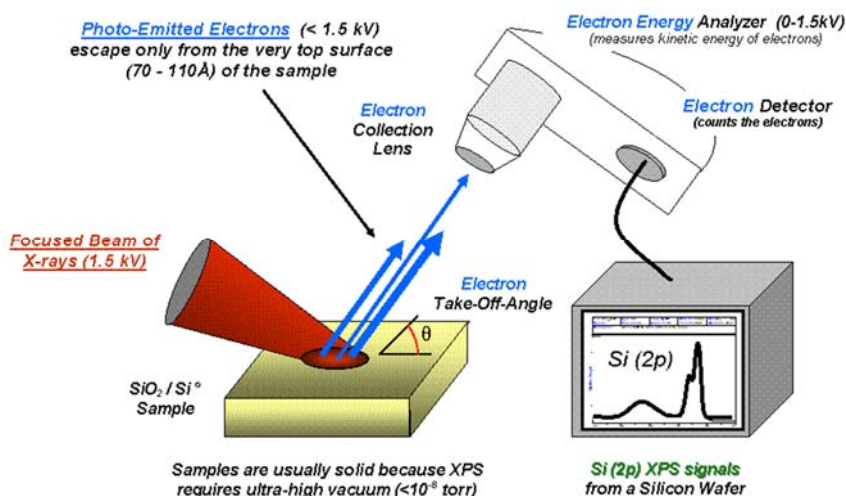 Photo-Emitted Electrons (< 1.5 kV)
escape only from the very top surface
(70 - 110Å) of the sample
Electron Energy Analyzer (0-1.5kV)
(measures kinetic energy of electrons)
Electron
Collection
Lens
Electron Detector
(counts the electrons)
Focused Beam of
X-rays (1.5 kV)
Electron
Take-Off-Angle
θ
Si (2p)
SiO₂ / Si°
Sample
Samples are usually solid because XPS
requires ultra-high vacuum (<10⁻⁸ torr)
Si (2p) XPS signals
from a Silicon Wafer